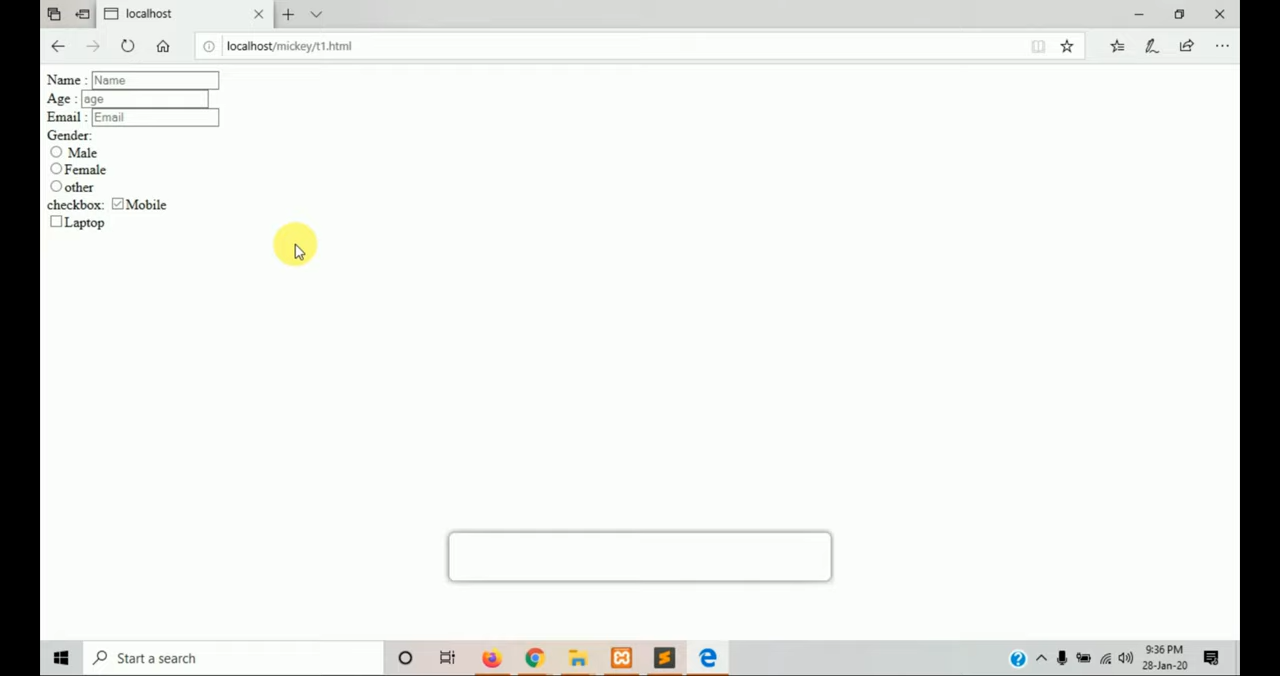 localhost
localhost/mickey/t1.html
Name : Name
Age : age
Email : Email
Gender:
Male
Female
other
checkbox: Mobile
Laptop
Start a search
9:36 PM
28-Jan-20